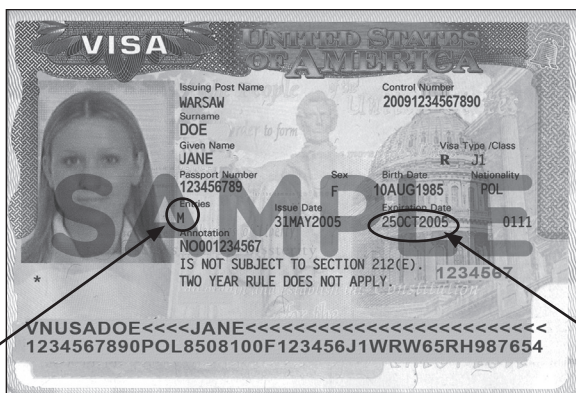 VISA UNITED STATES OF AMERICA
Issuing Post Name Control Number
WARSAW 20091234567890
Surname
DOE
Given Name Visa Type /Class
JANE R J1
Passport Number Sex Birth Date Nationality
123456789 F 10AUG1985 POL
Entries Issue Date Expiration Date
M 31MAY2005 25OCT2005 0111
Annotation
NO001234567
IS NOT SUBJECT TO SECTION 212(E). 1234567
TWO YEAR RULE DOES NOT APPLY.
*
SAMPLE
VNUSADOE<<<<JANE<<<<<<<<<<<<<<<<<<<<<<<<<<
1234567890POL8508100F123456J1WRW65RH987654